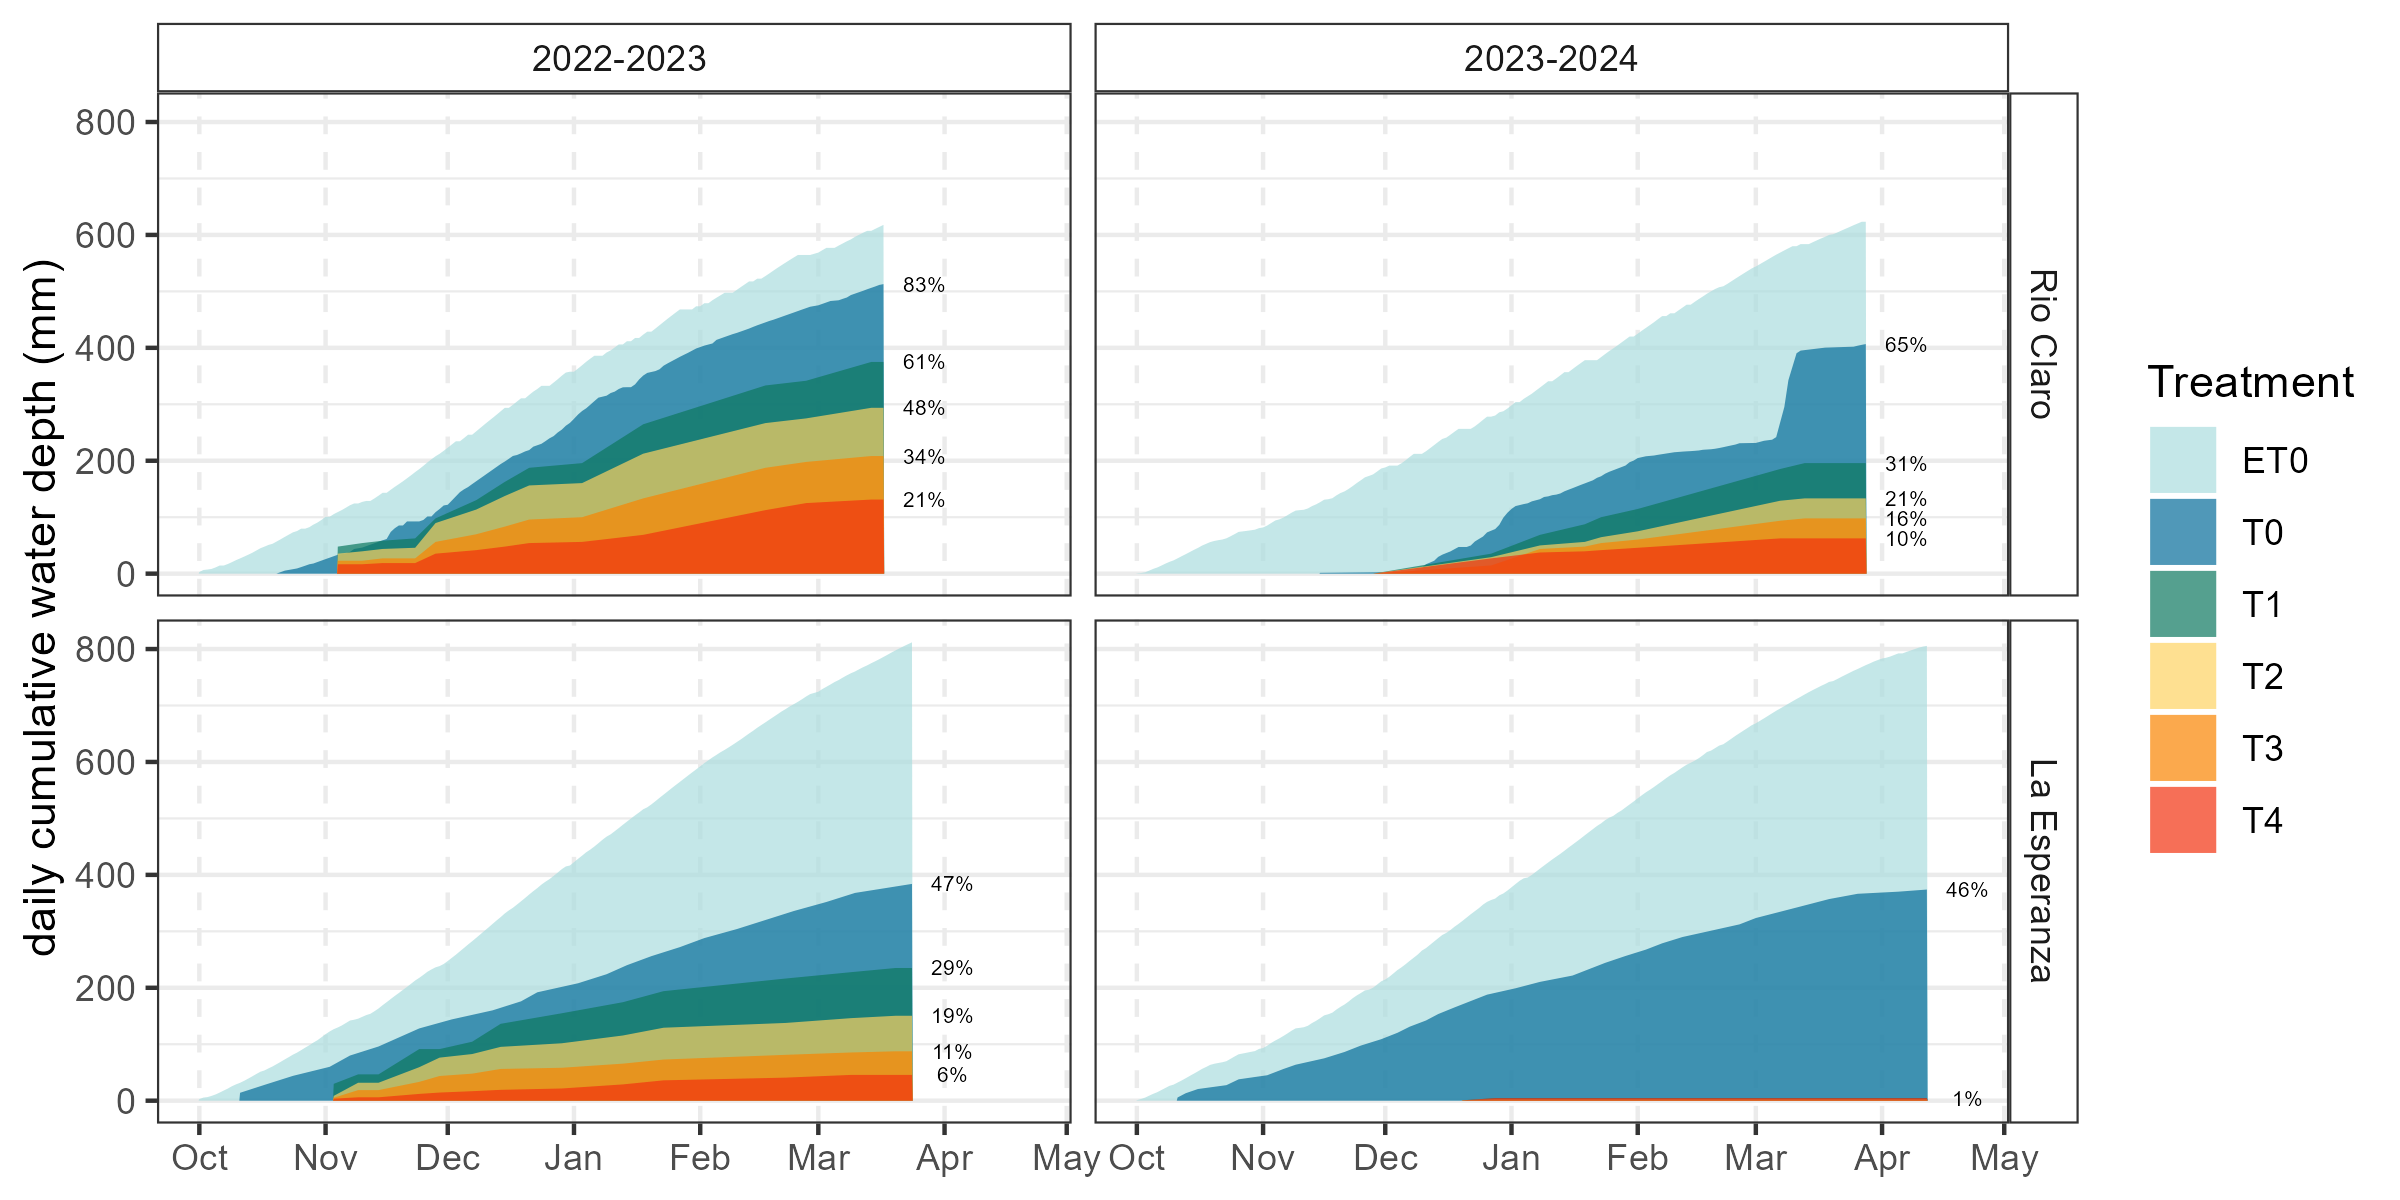 2022-2023
2023-2024
daily cumulative water depth (mm)
800
600
400
200
0
83%
61%
48%
34%
21%
65%
31%
21%
16%
10%
Rio Claro
800
600
400
200
0
47%
29%
19%
11%
6%
46%
1%
La Esperanza
Oct Nov Dec Jan Feb Mar Apr May
Oct Nov Dec Jan Feb Mar Apr May
Treatment
ET0
T0
T1
T2
T3
T4